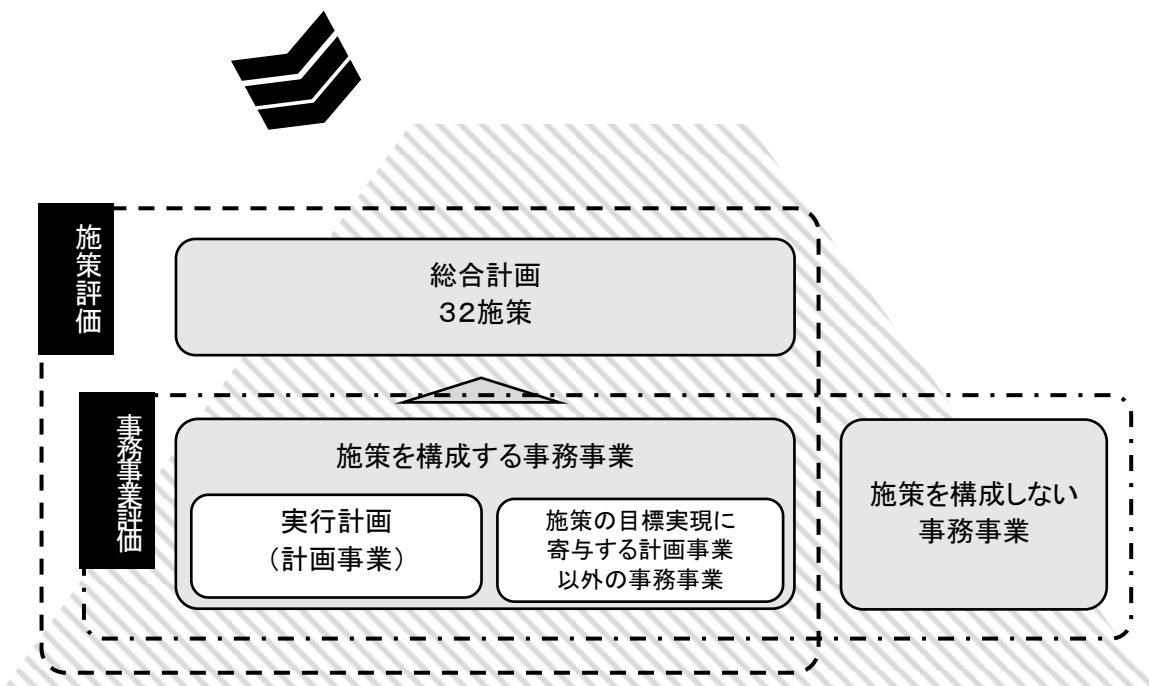 施策評価
総合計画
３２施策
事務事業評価
施策を構成する事務事業
実行計画
（計画事業）
施策の目標実現に
寄与する計画事業
以外の事務事業
施策を構成しない
事務事業